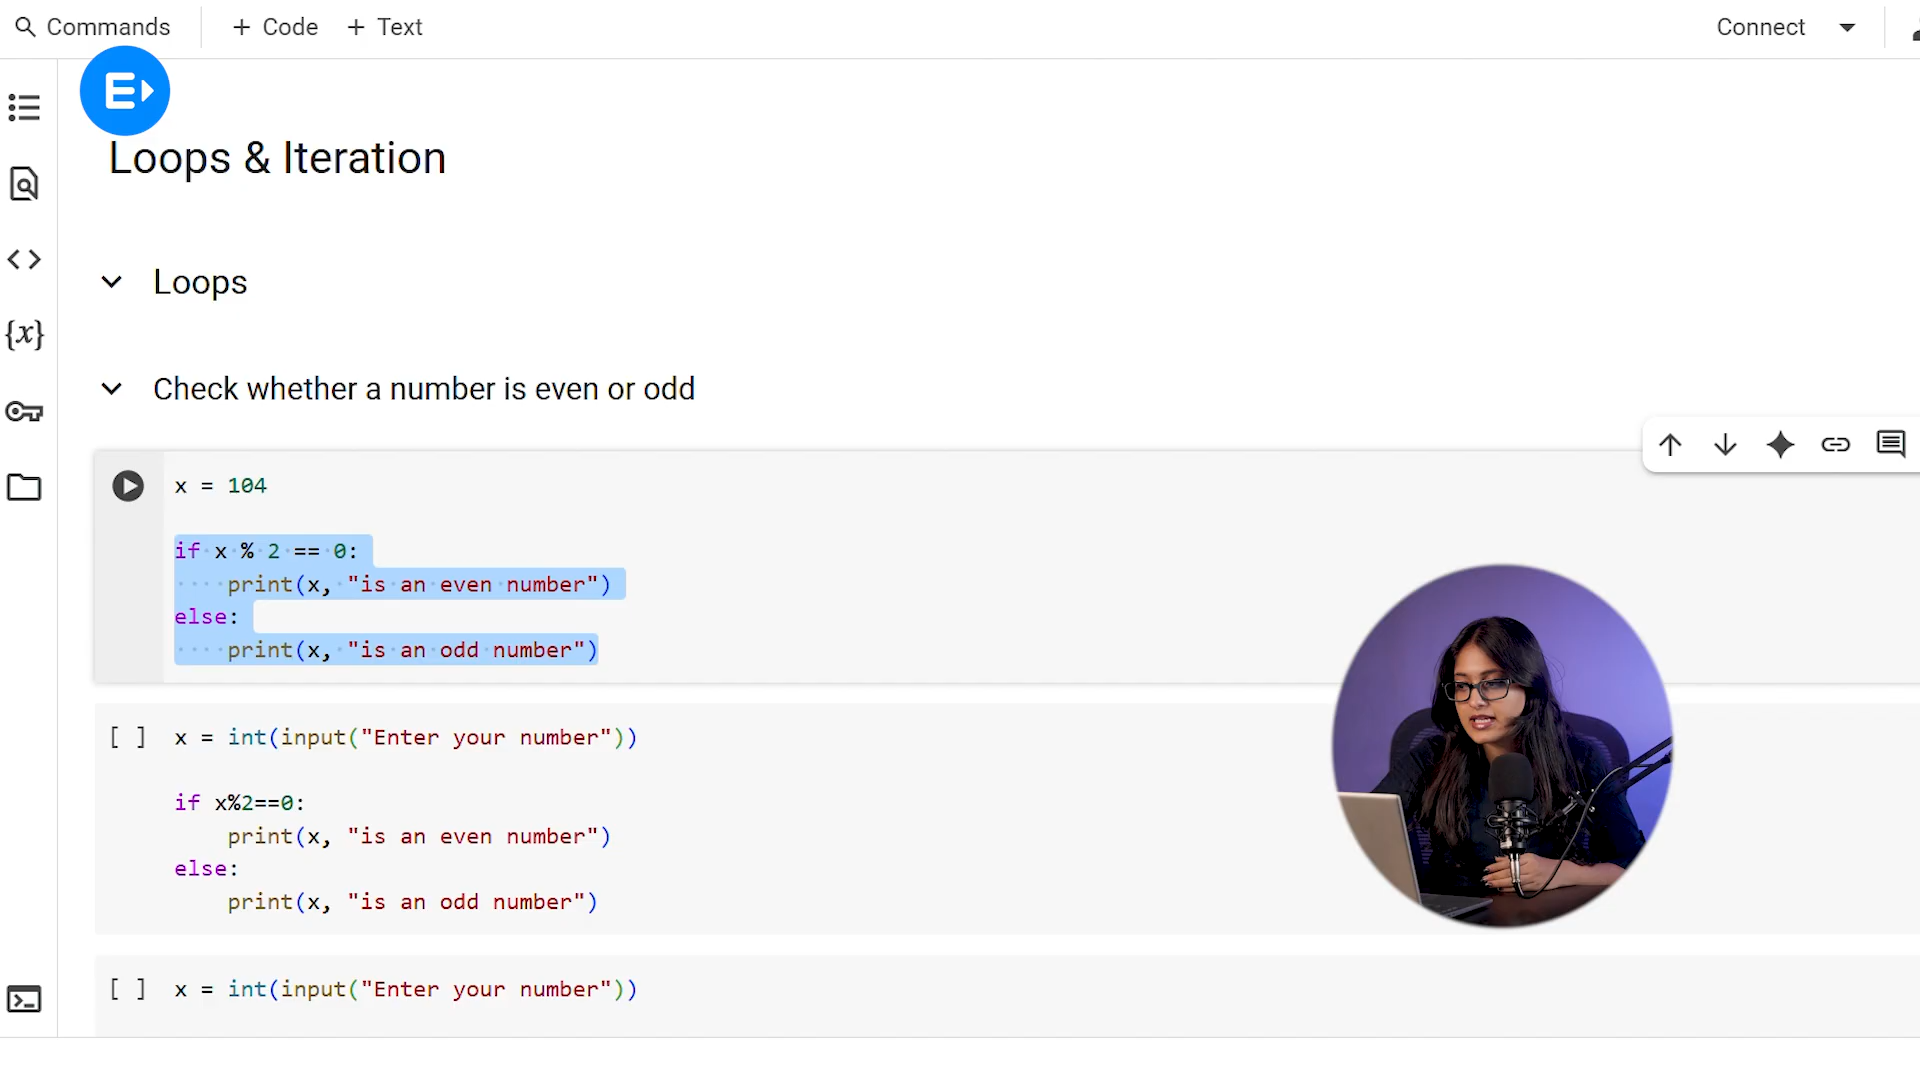 Commands + Code + Text Connect
E
Loops & Iteration
Loops
{x}
Check whether a number is even or odd
x = 104
if x % 2 == 0:
print(x, "is an even number")
else:
print(x, "is an odd number")
[ ] x = int(input("Enter your number"))
if x%2==0:
print(x, "is an even number")
else:
print(x, "is an odd number")
[ ] x = int(input("Enter your number"))